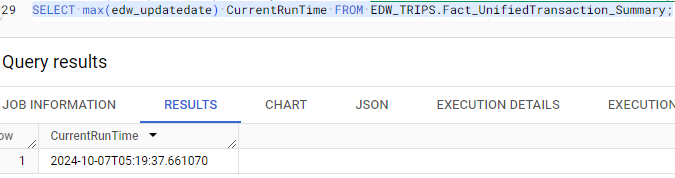 29 SELECT max(edw_updatedate) CurrentRunTime FROM EDW_TRIPS.Fact_UnifiedTransaction_Summary;
Query results
JOB INFORMATION RESULTS CHART JSON EXECUTION DETAILS EXECUTION
ow CurrentRunTime
1 2024-10-07T05:19:37.661070